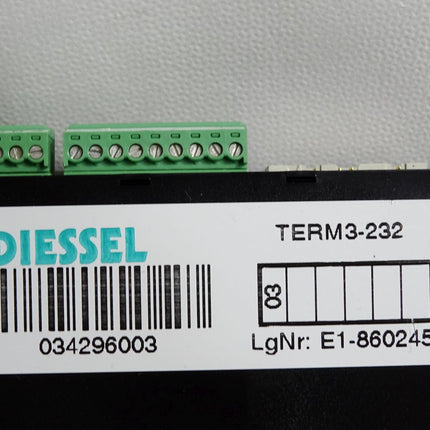 DIESSEL
TERM3-232
03
034296003
LgNr: E1-860245